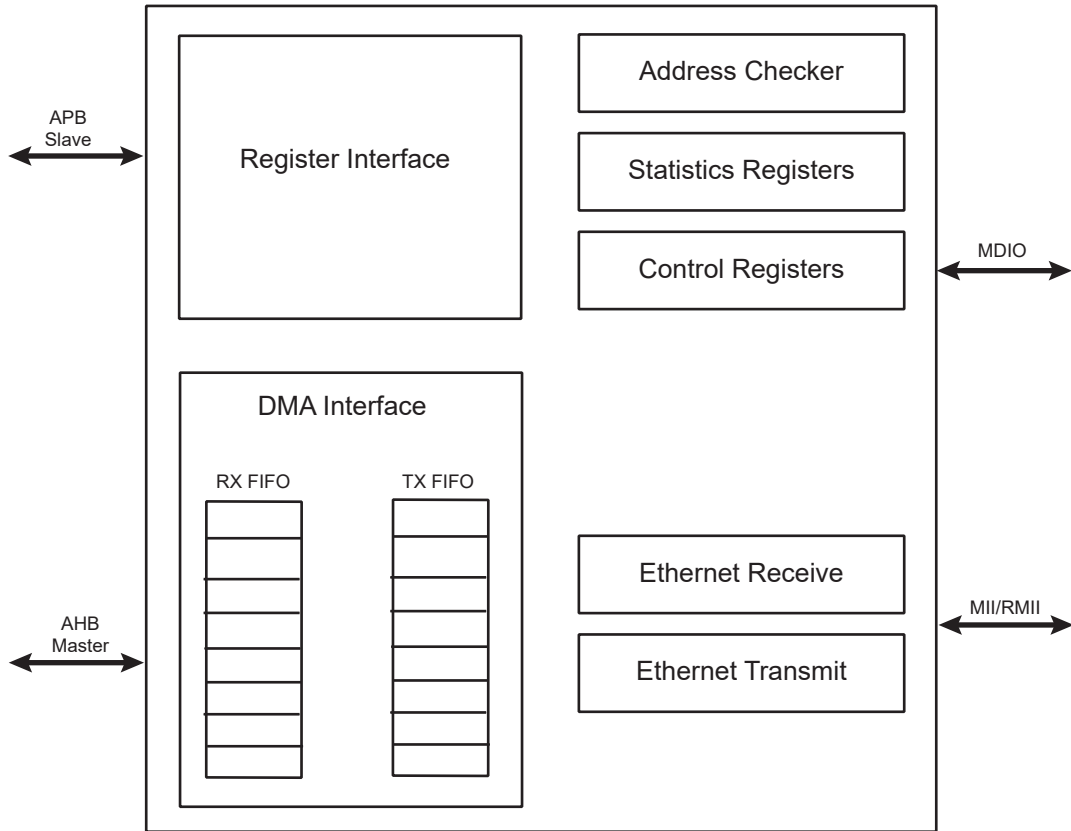 APB
Slave
Register Interface
Address Checker
Statistics Registers
Control Registers
MDIO
DMA Interface
RX FIFO
TX FIFO
AHB
Master
Ethernet Receive
Ethernet Transmit
MII/RMII